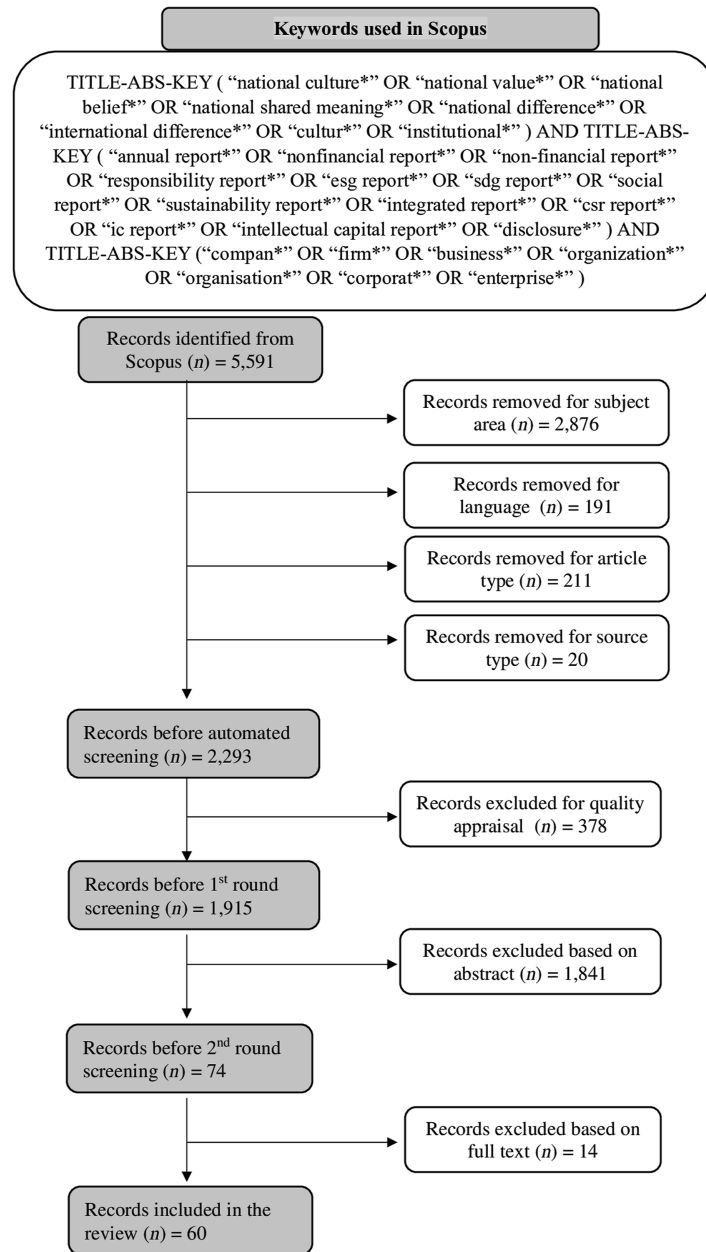 Keywords used in Scopus
TITLE-ABS-KEY ( “national culture*” OR “national value*” OR “national
belief*” OR “national shared meaning*” OR “national difference*” OR
“international difference*” OR “cultur*” OR “institutional*” ) AND TITLE-ABS-
KEY ( “annual report*” OR “nonfinancial report*” OR “non-financial report*”
OR “responsibility report*” OR “esg report*” OR “sdg report*” OR “social
report*” OR “sustainability report*” OR “integrated report*” OR “csr report*”
OR “ic report*” OR “intellectual capital report*” OR “disclosure*” ) AND
TITLE-ABS-KEY (“compan*” OR “firm*” OR “business*” OR “organization*”
OR “organisation*” OR “corporat*” OR “enterprise*” )
Records identified from
Scopus (n) = 5,591
Records removed for subject
area (n) = 2,876
Records removed for
language (n) = 191
Records removed for article
type (n) = 211
Records removed for source
type (n) = 20
Records before automated
screening (n) = 2,293
Records excluded for quality
appraisal (n) = 378
Records before 1st round
screening (n) = 1,915
Records excluded based on
abstract (n) = 1,841
Records before 2nd round
screening (n) = 74
Records excluded based on
full text (n) = 14
Records included in the
review (n) = 60